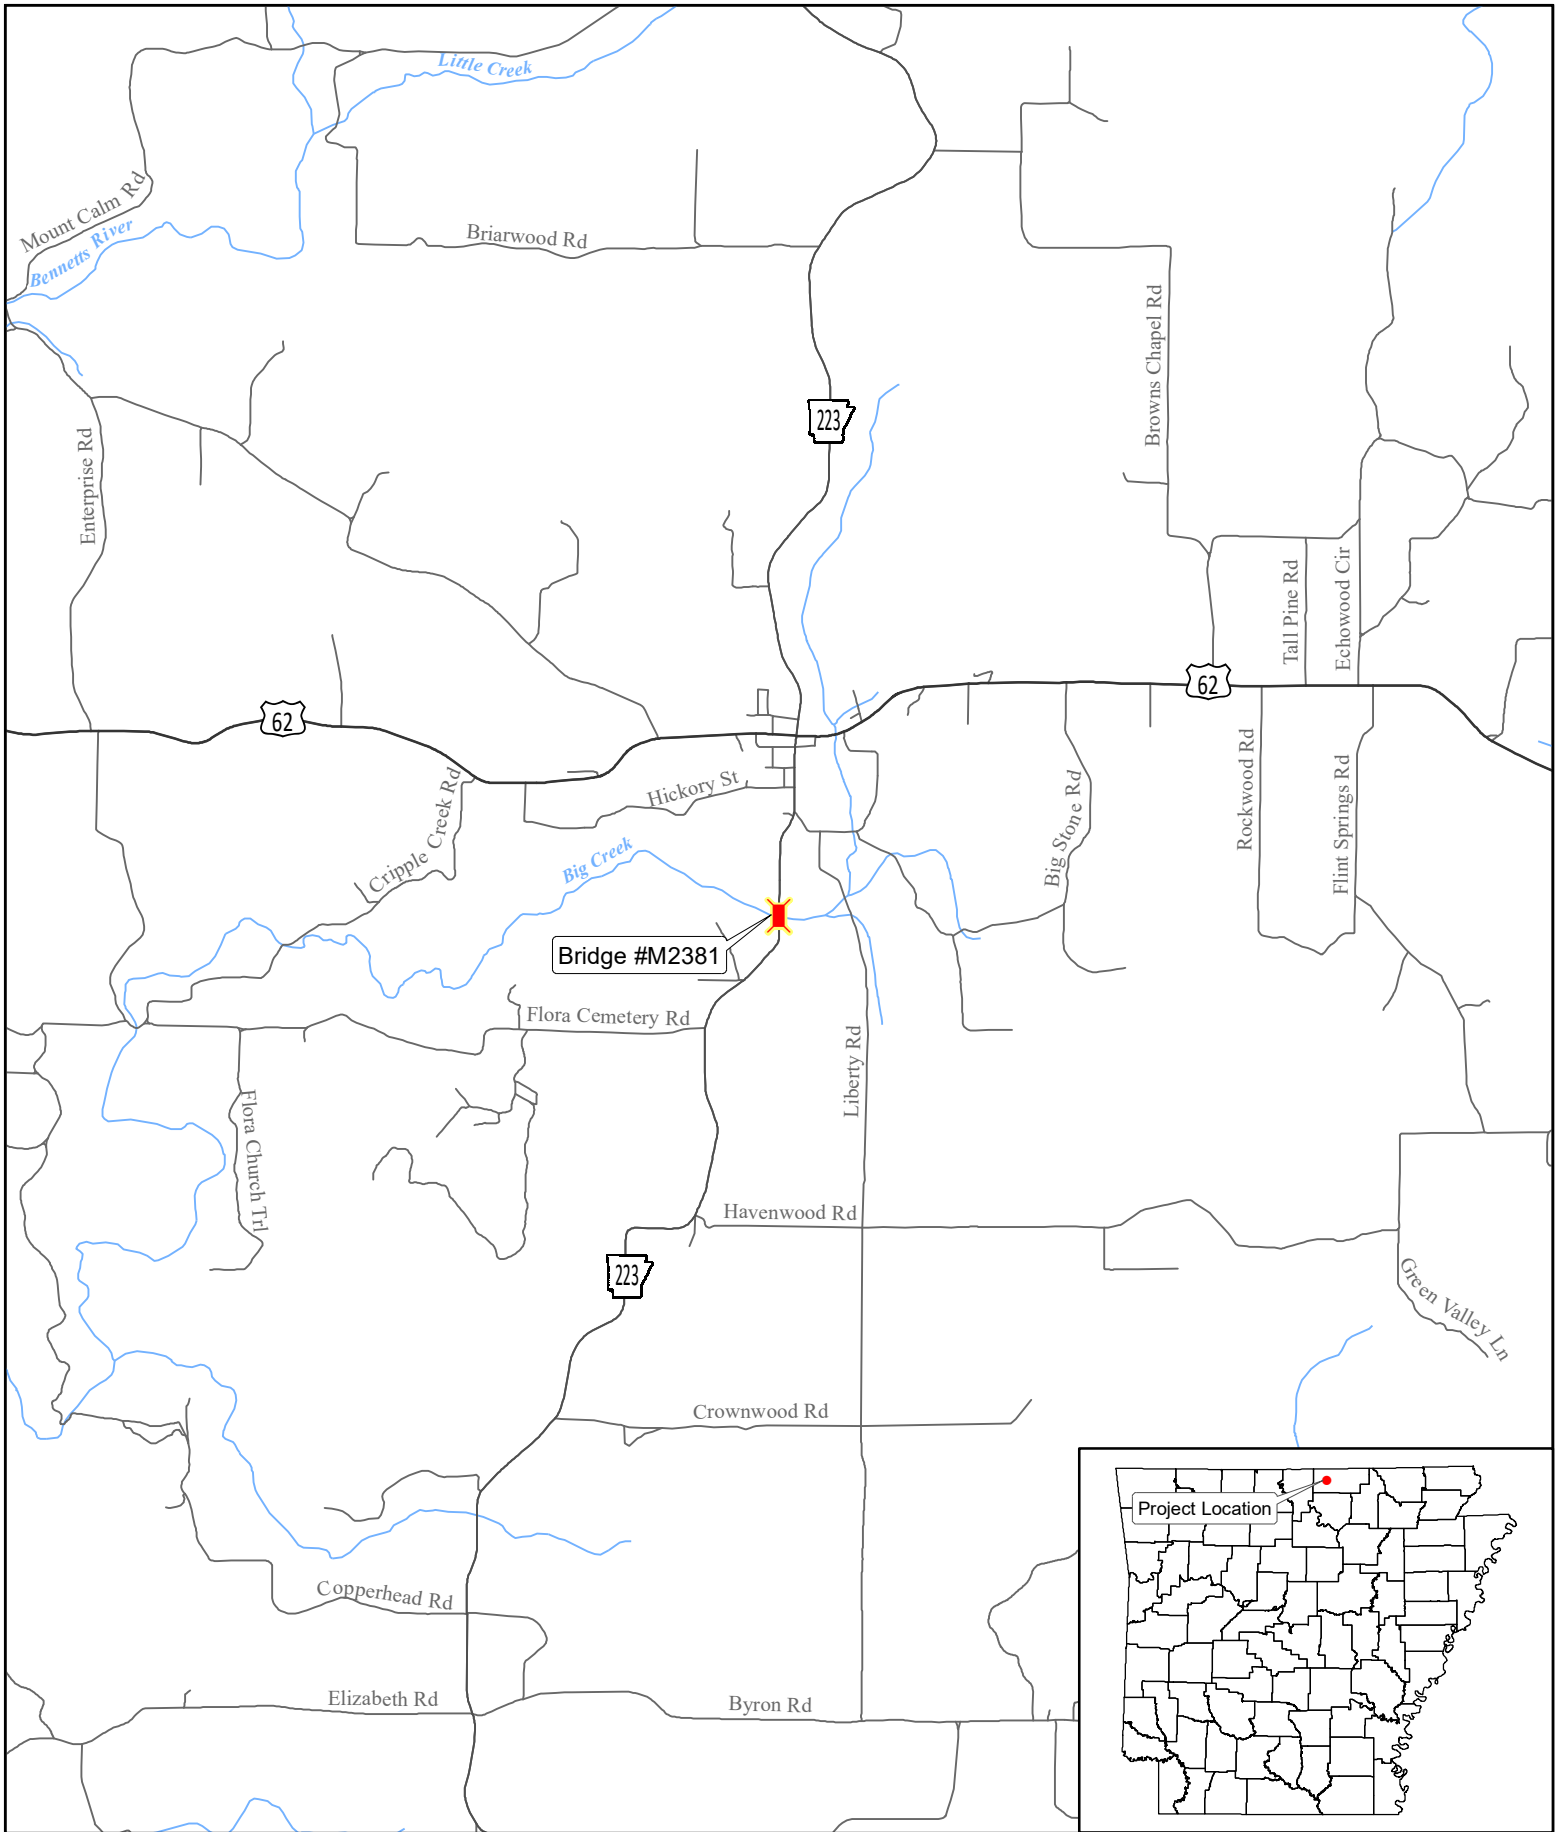 Little Creek
Mount Calm Rd
Bennetts River
Briarwood Rd
Browns Chapel Rd
223
Enterprise Rd
Tall Pine Rd
Echowood Cir
62
62
Hickory St
Cripple Creek Rd
Big Creek
Big Stone Rd
Rockwood Rd
Flint Springs Rd
Bridge #M2381
Flora Cemetery Rd
Liberty Rd
Flora Church Trl
Havenwood Rd
223
Green Valley Ln
Crownwood Rd
Project Location
Copperhead Rd
Elizabeth Rd
Byron Rd